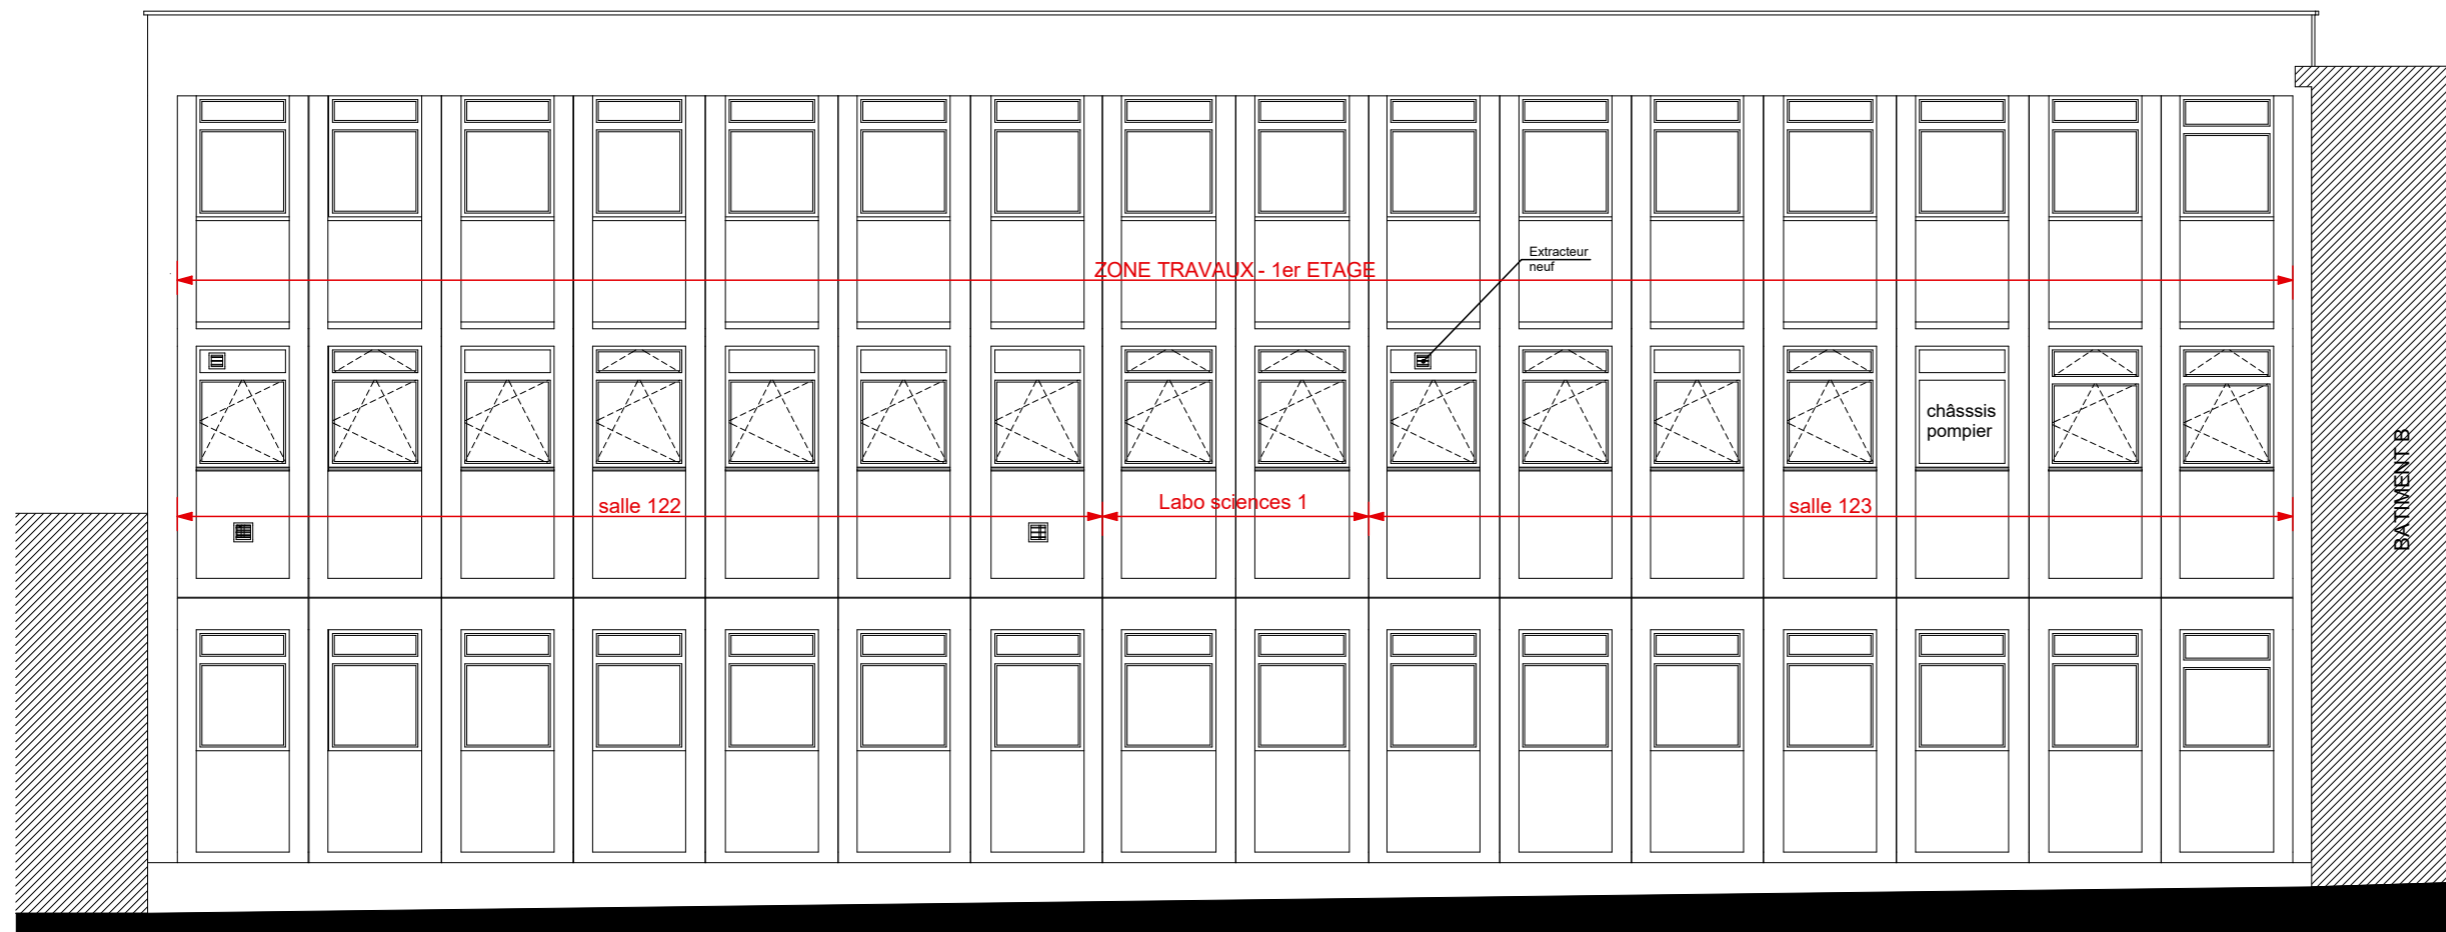 Extracteur
neuf
ZONE TRAVAUX - 1er ETAGE
châsssis
pompier
salle 122
Labo sciences 1
salle 123
BATIMENT B